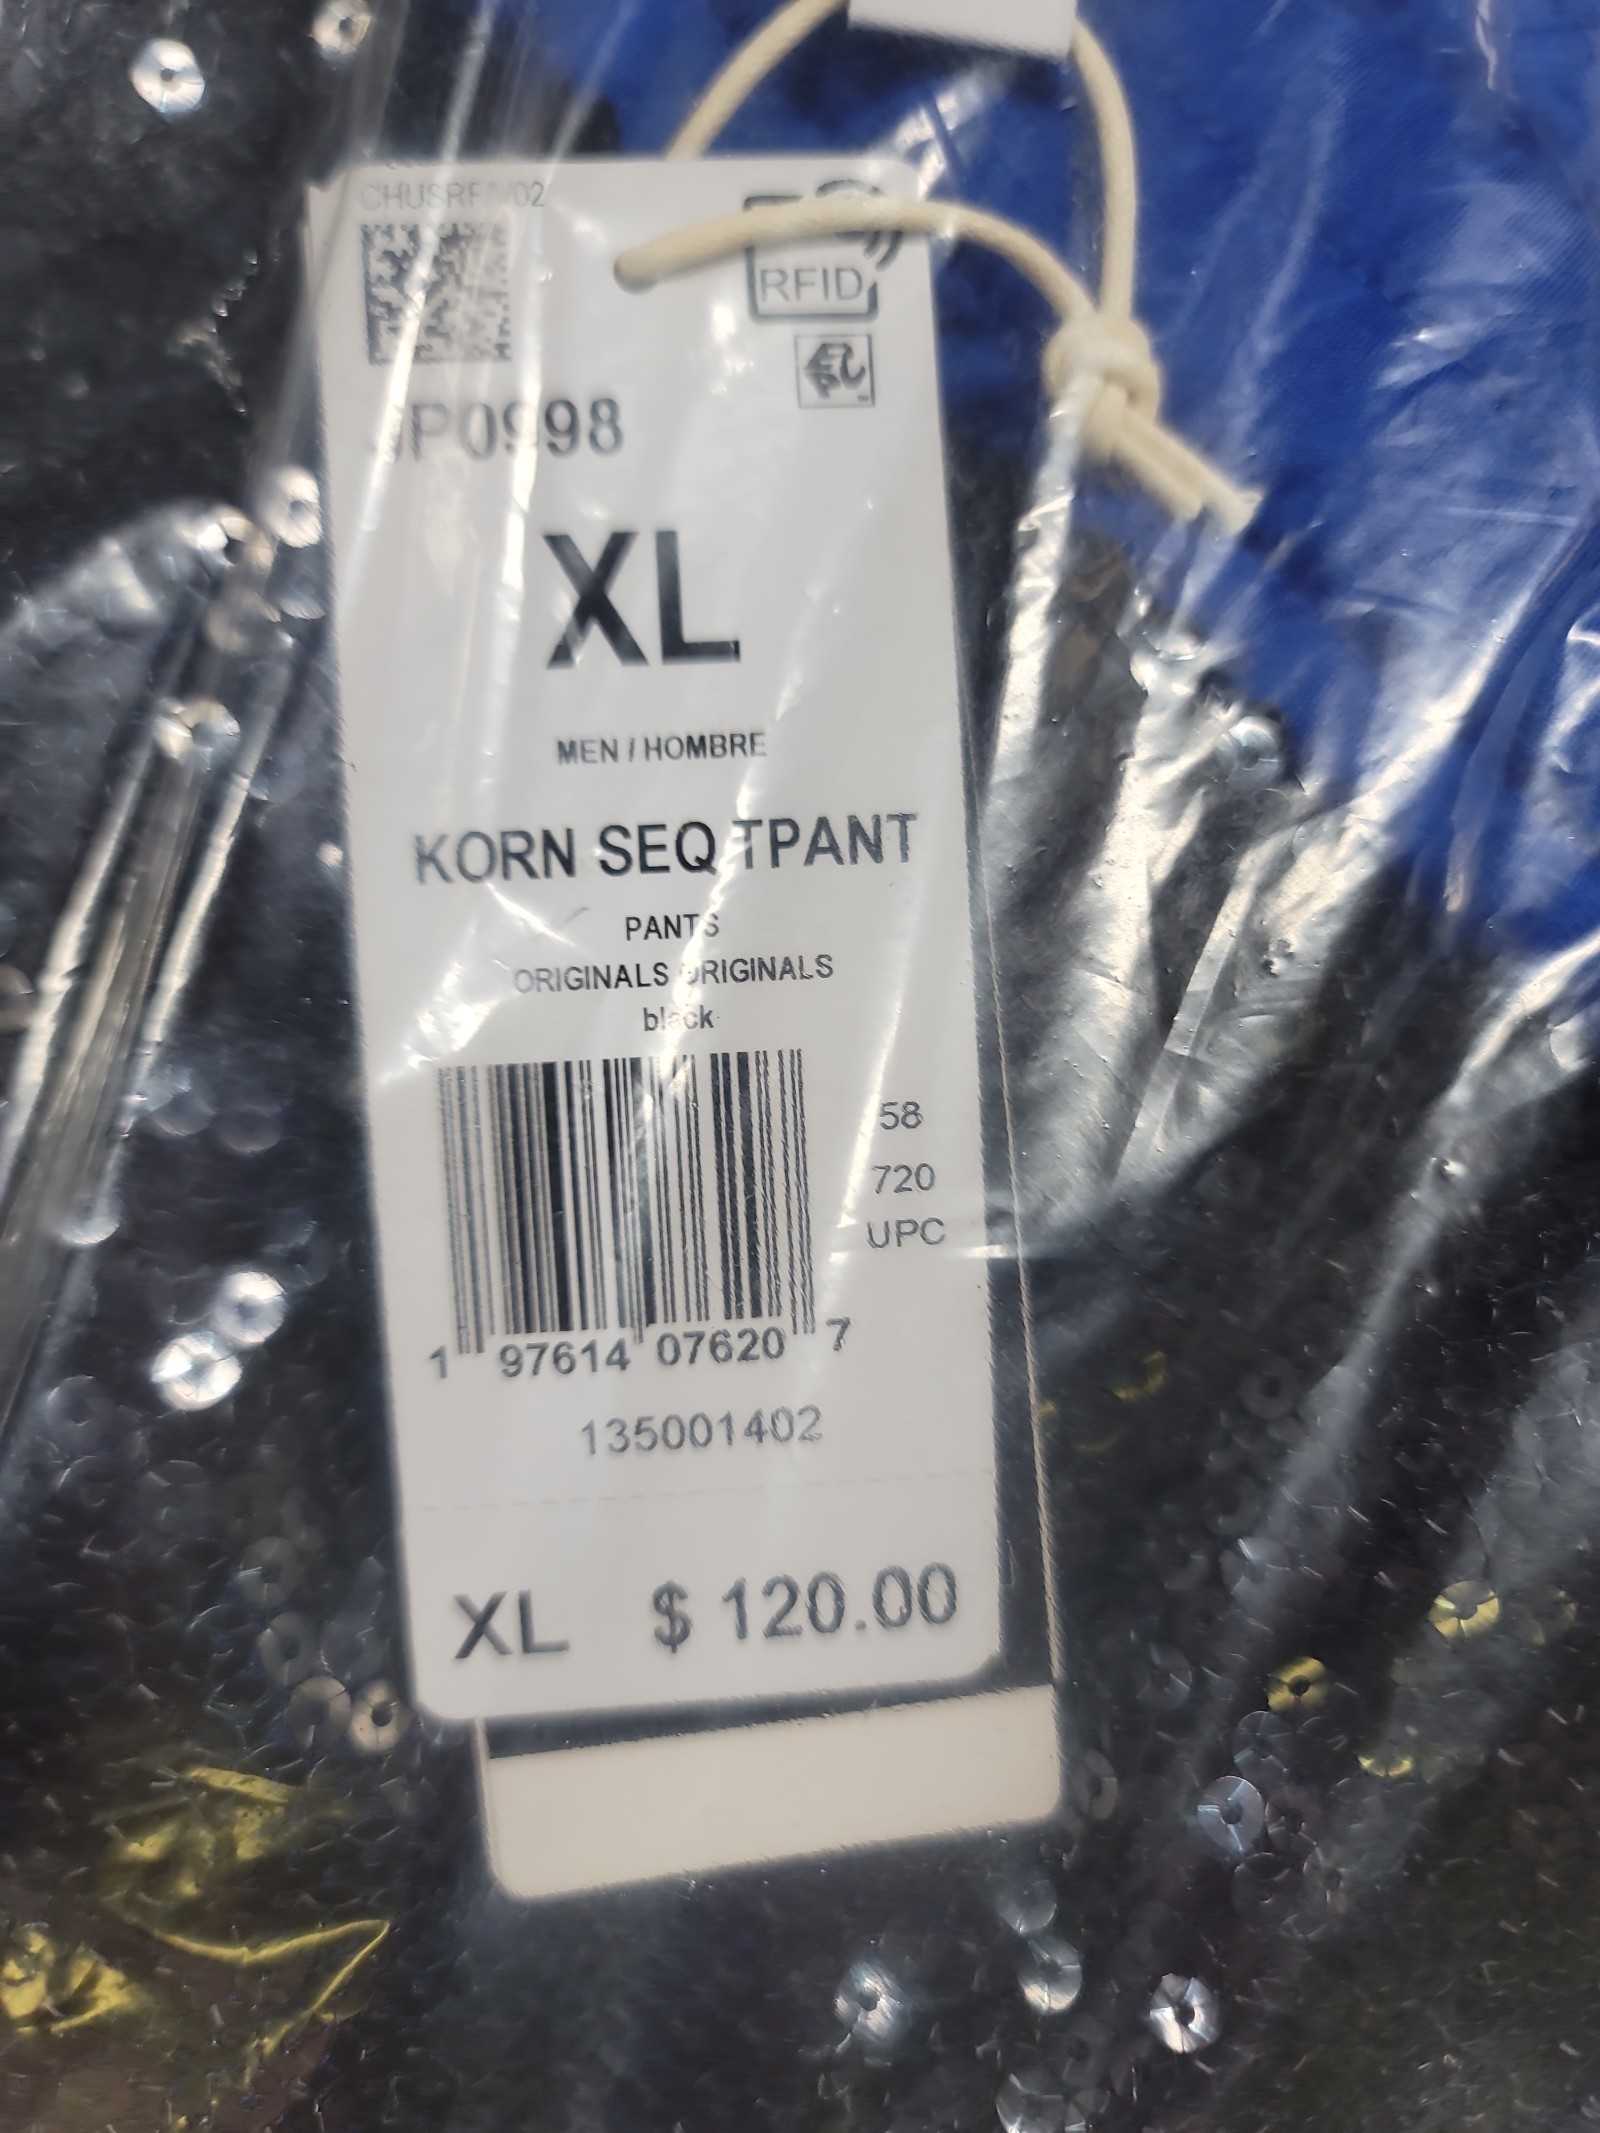 RFID
JP0998
XL
MEN / HOMBRE
KORN SEQ TPANT
PANTS
ORIGINALS ORIGINALS
black
58
720
UPC
1 97614 07620 7
135001402
XL $ 120.00